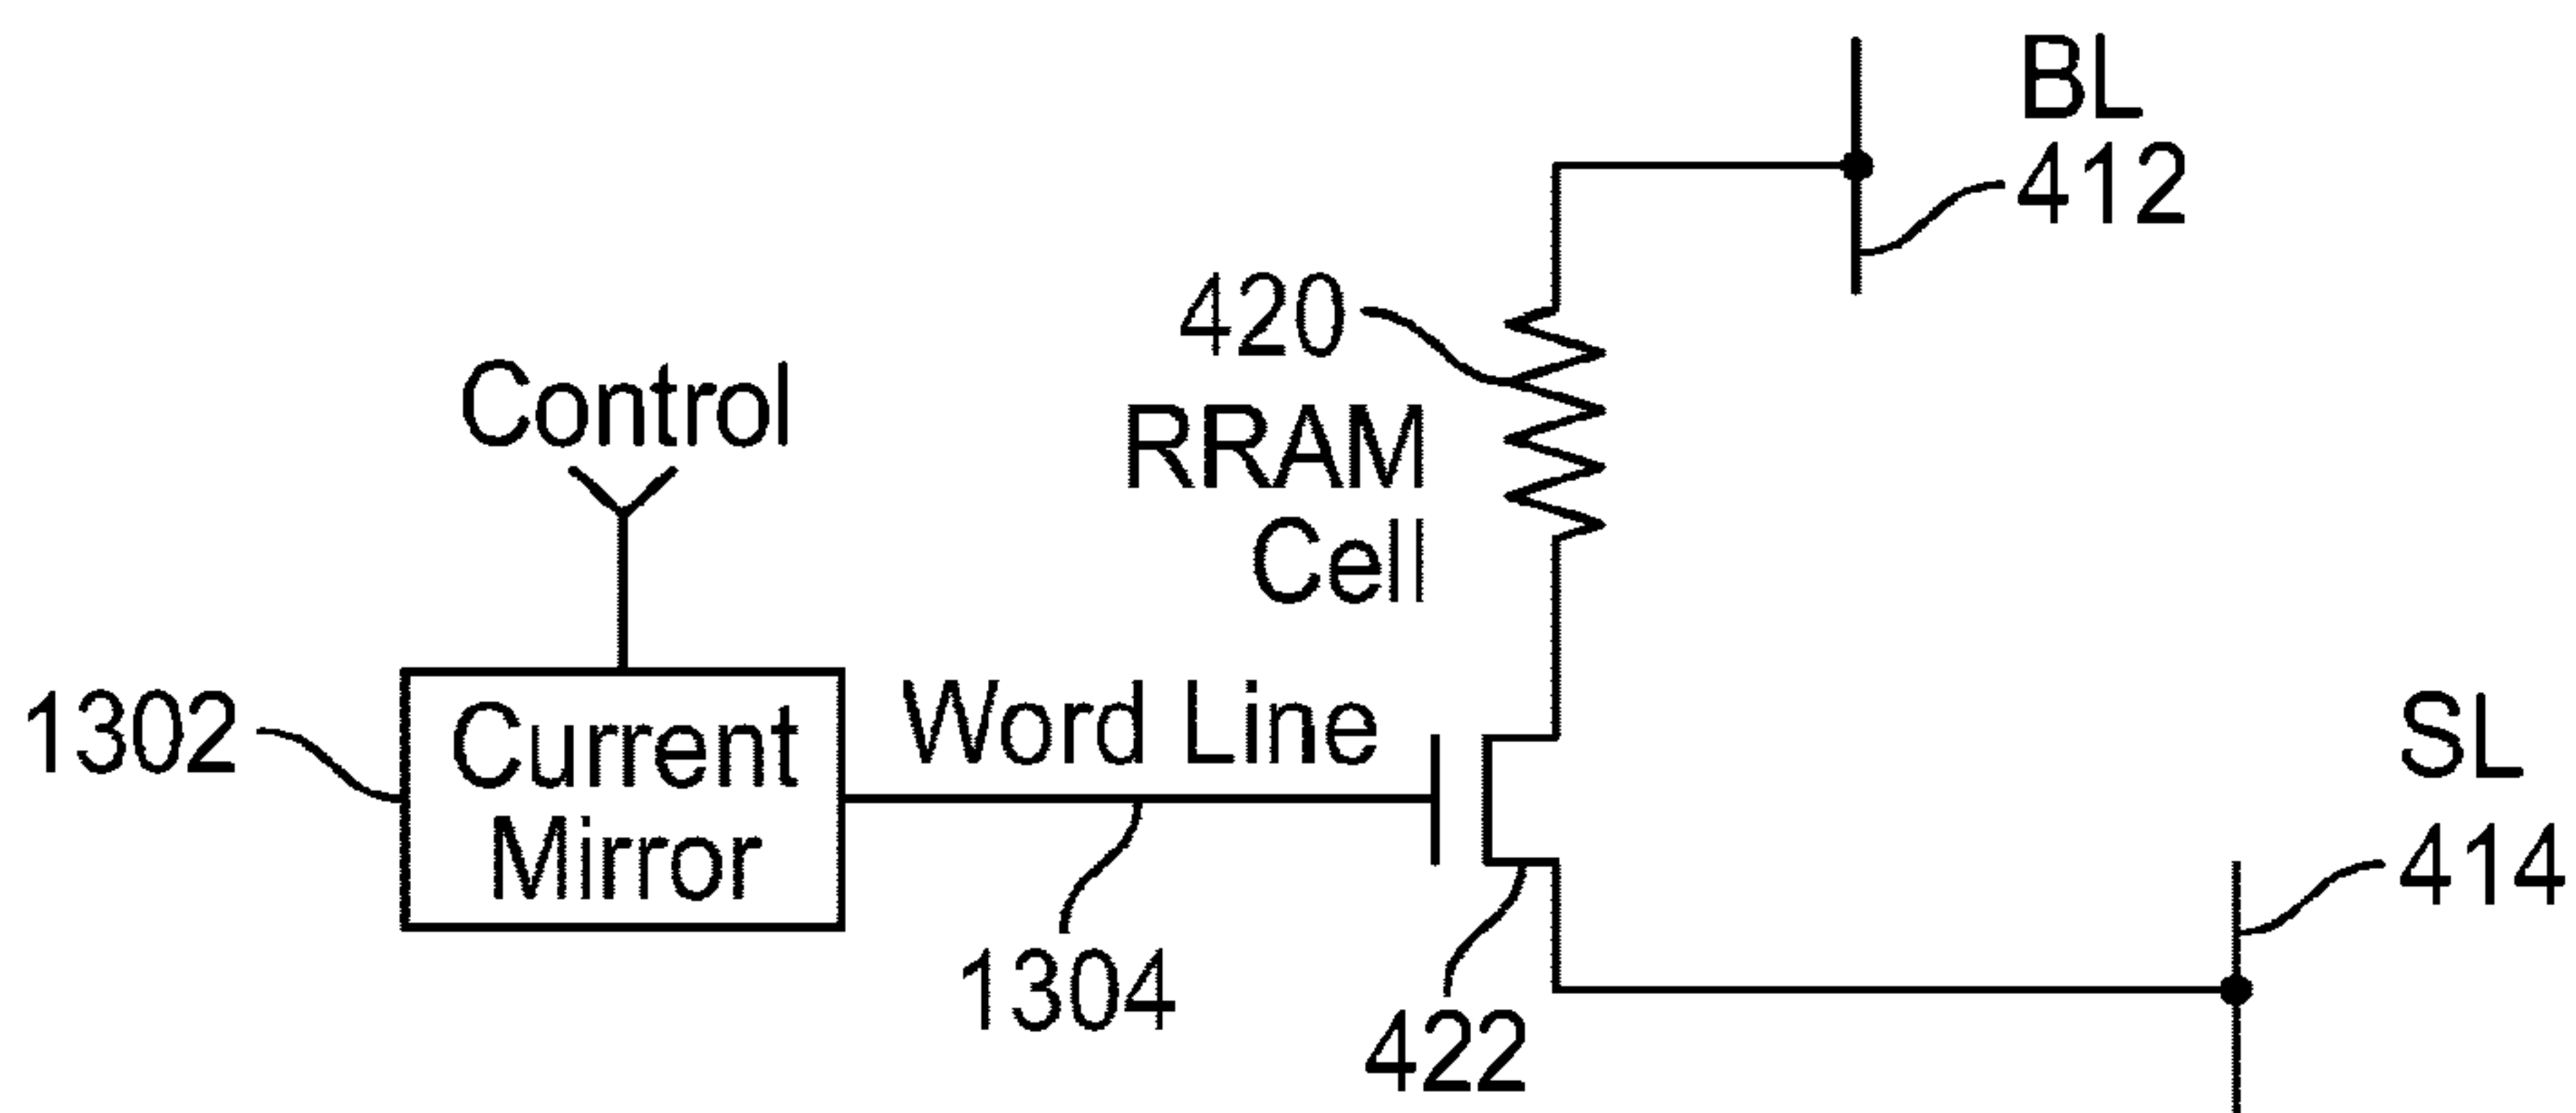 BL
412
420
RRAM
Cell
Control
1302
Current
Mirror
Word Line
1304
422
SL
414